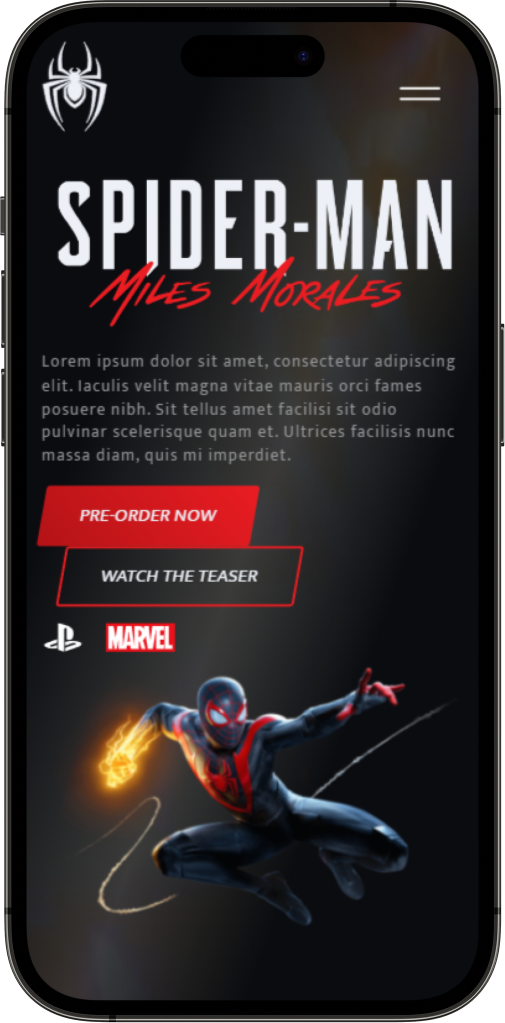 SPIDER-MAN
MILES MORALES
Lorem ipsum dolor sit amet, consectetur adipiscing
elit. Iaculis velit magna vitae mauris orci fames
posuere nibh. Sit tellus amet facilisi sit odio
pulvinar scelerisque quam et. Ultrices facilisis nunc
massa diam, quis mi imperdiet.
PRE-ORDER NOW
WATCH THE TEASER
MARVEL